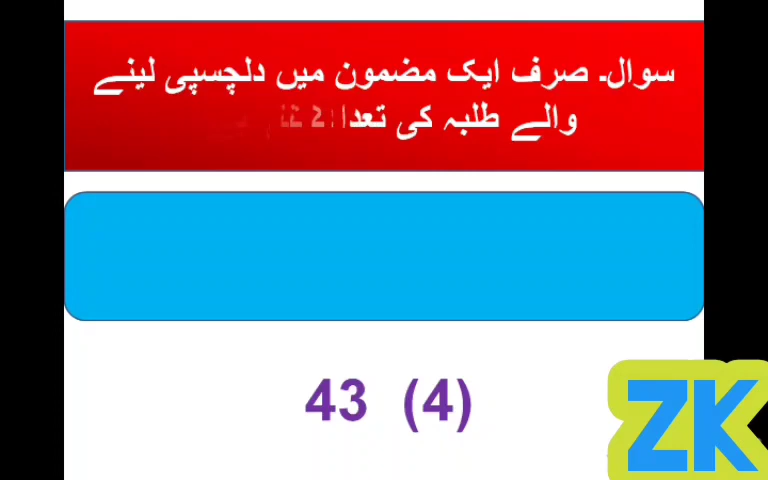 سوال۔ صرف ایک مضمون میں دلچسپی لینے
والے طلبہ کی
43 (4)
ZK